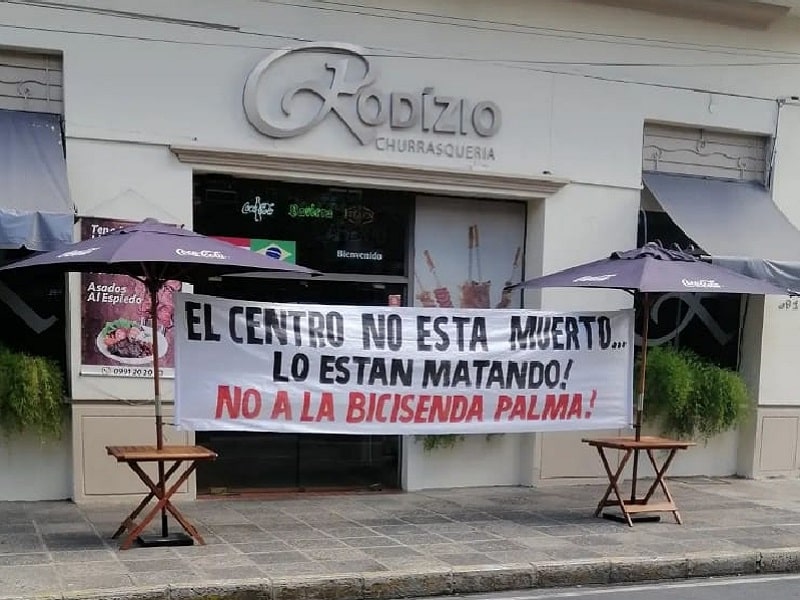 RODÍZIO
CHURRASQUERIA
Bienvenido
Coca-Cola
Coca-Cola
Asados
Al Espiedo
EL CENTRO NO ESTA MUERTO...
LO ESTAN MATANDO!
NO A LA BICISENDA PALMA!